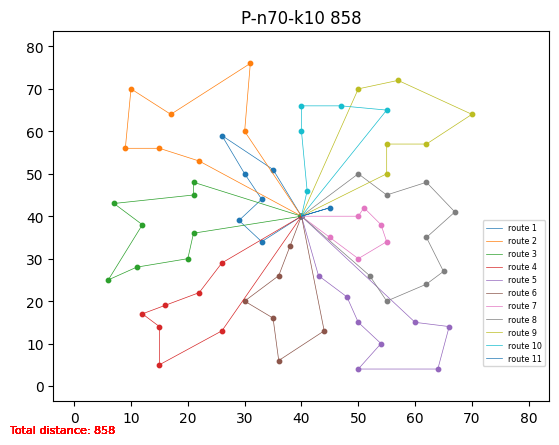 P-n70-k10 858
80
70
60
50
40
30
20
10
0
route 1
route 2
route 3
route 4
route 5
route 6
route 7
route 8
route 9
route 10
route 11
0 10 20 30 40 50 60 70 80
Total distance: 858